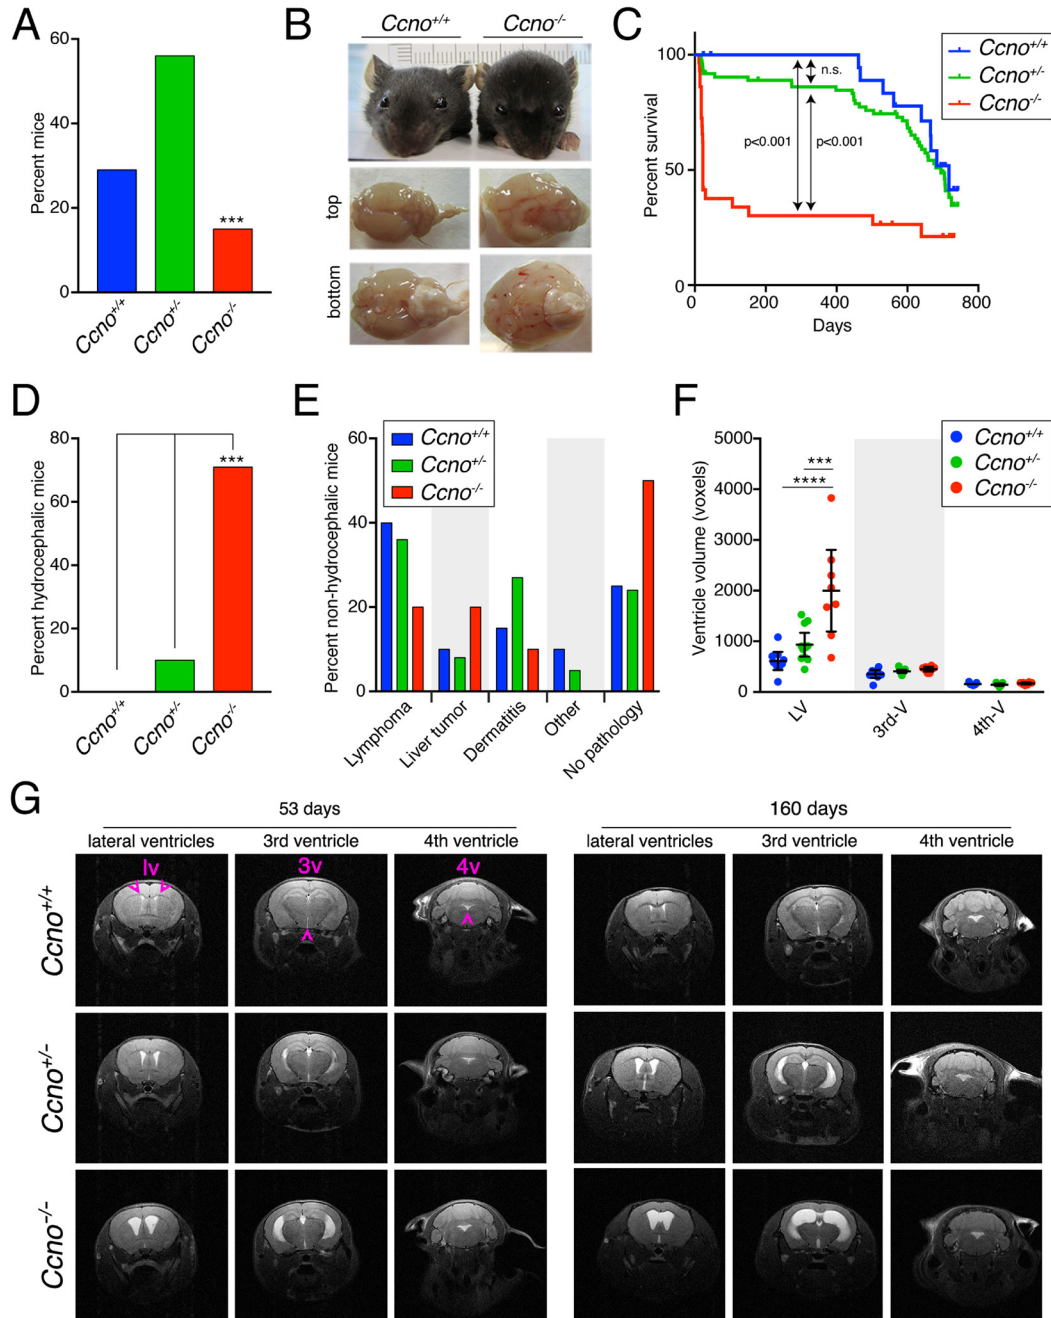 A
Percent mice
60
40
20
0
***
Ccno+/+
Ccno+/-
Ccno-/-
B
Ccno+/+
Ccno-/-
top
bottom
C
Percent survival
100
50
0
0
200
400
600
800
Days
n.s.
p<0.001
p<0.001
Ccno+/+
Ccno+/-
Ccno-/-
D
Percent hydrocephalic mice
80
60
40
20
0
***
Ccno+/+
Ccno+/-
Ccno-/-
E
Percent non-hydrocephalic mice
60
40
20
0
Ccno+/+
Ccno+/-
Ccno-/-
Lymphoma
Liver tumor
Dermatitis
Other
No pathology
F
Ventricle volume (voxels)
5000
4000
3000
2000
1000
0
***
****
Ccno+/+
Ccno+/-
Ccno-/-
LV
3rd-V
4th-V
G
53 days
160 days
lateral ventricles
3rd ventricle
4th ventricle
lateral ventricles
3rd ventricle
4th ventricle
lv
3v
4v
Ccno+/+
Ccno+/-
Ccno-/-